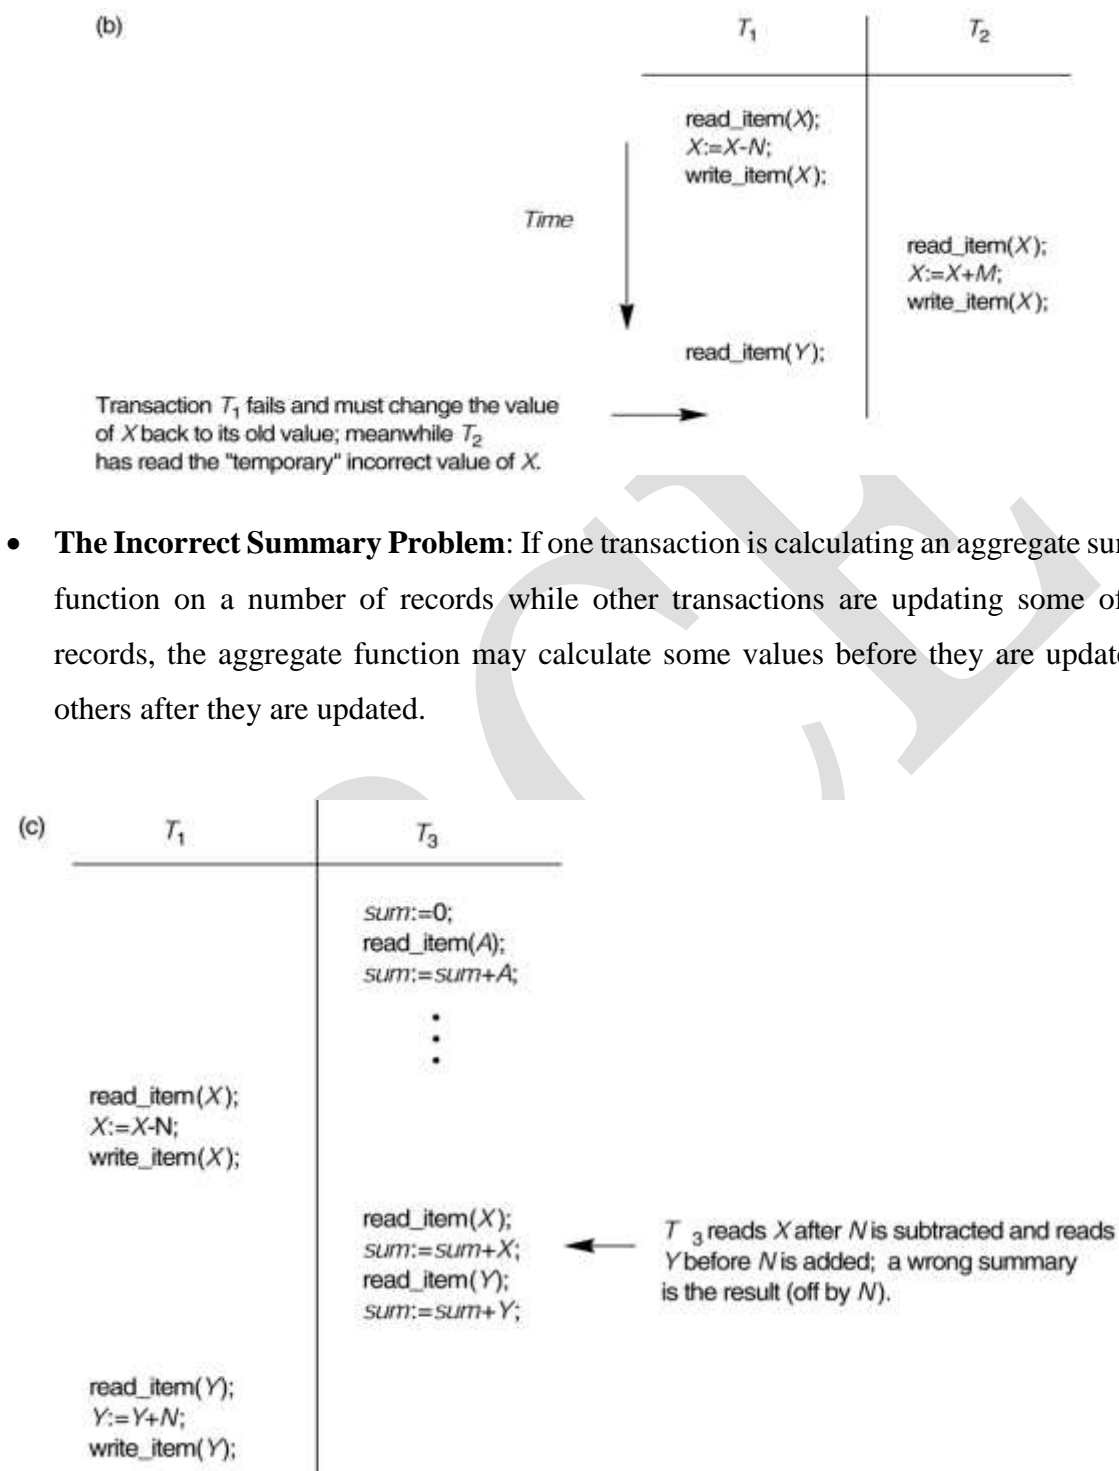 (b)
T1 T2
read_item(X);
X:=X-N;
write_item(X);
Time
read_item(X);
X:=X+M;
write_item(X);
read_item(Y);
Transaction T1 fails and must change the value
of X back to its old value; meanwhile T2
has read the "temporary" incorrect value of X.
• The Incorrect Summary Problem: If one transaction is calculating an aggregate
function on a number of records while other transactions are updating some of
records, the aggregate function may calculate some values before they are
others after they are updated.
(c)
T1 T3
sum:=0;
read_item(A);
sum:=sum+A;
read_item(X);
X:=X-N;
write_item(X);
read_item(X);
sum:=sum+X;
read_item(Y);
sum:=sum+Y;
T 3 reads X after N is subtracted and reads
Y before N is added; a wrong summary
is the result (off by N).
read_item(Y);
Y:=Y+N;
write_item(Y);